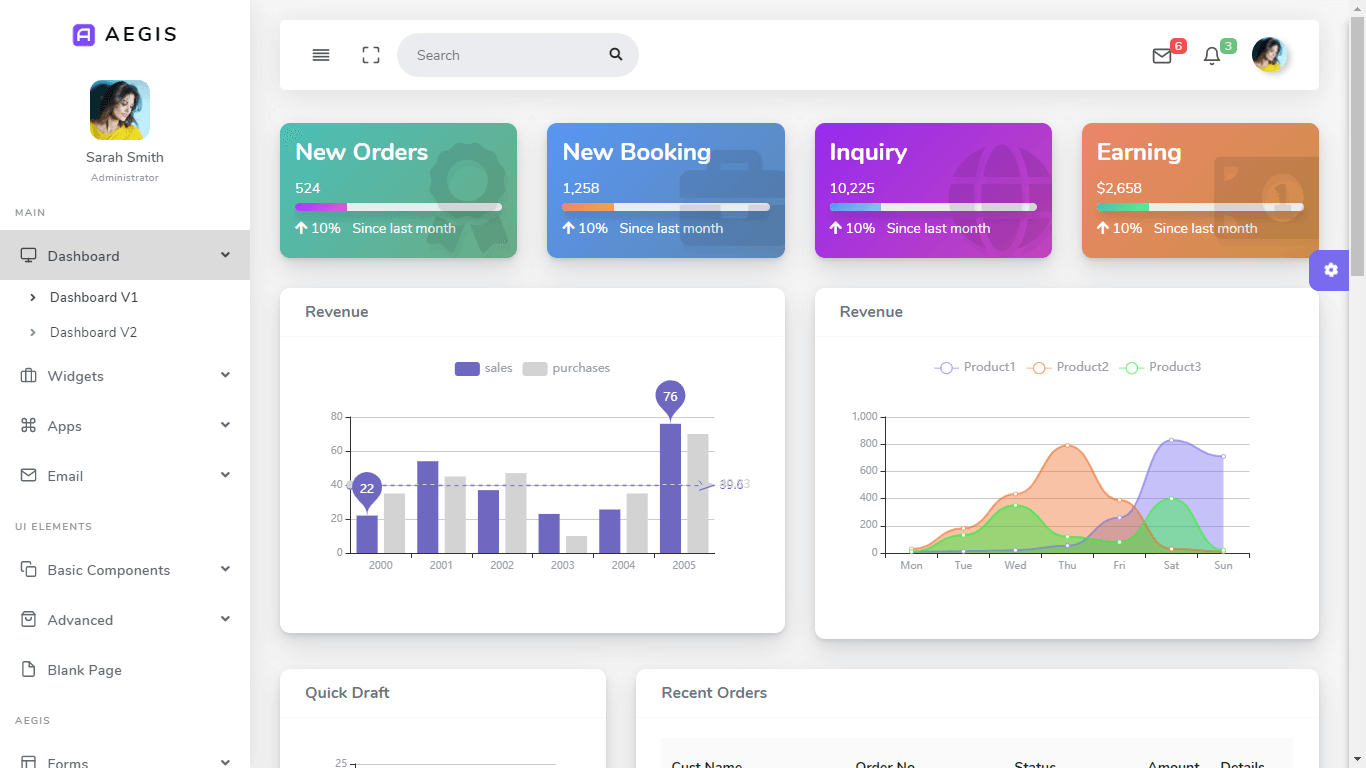 AEGIS
Sarah Smith
Administrator
MAIN
Dashboard
Dashboard V1
Dashboard V2
Widgets
Apps
Email
UI ELEMENTS
Basic Components
Advanced
Blank Page
AEGIS
Forms
Search
6
3
New Orders
524
10% Since last month
New Booking
1,258
10% Since last month
Inquiry
10,225
10% Since last month
Earning
$2,658
1
10% Since last month
Revenue
sales purchases
80
60
40
20
0
22
76
2000 2001 2002 2003 2004 2005
Revenue
Product1 Product2 Product3
1,000
800
600
400
200
0
Mon Tue Wed Thu Fri Sat Sun
Quick Draft
25
Recent Orders
Cust Name Order No Status Amount Details